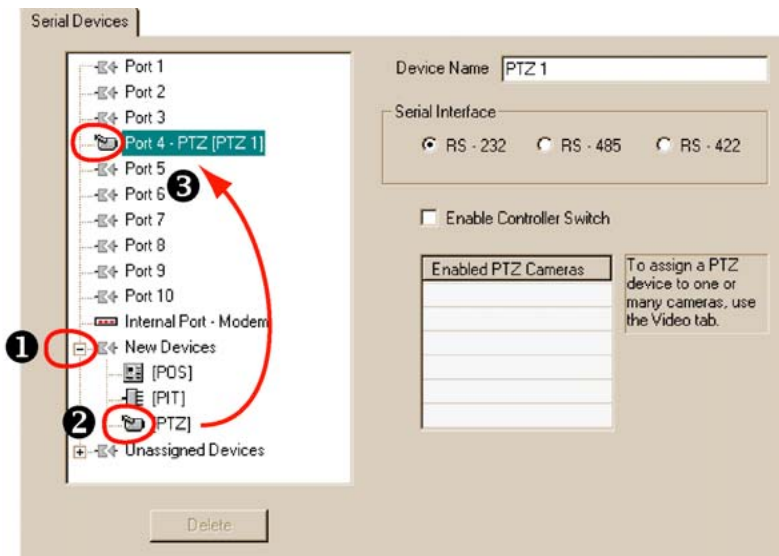 Serial Devices
Port 1
Port 2
Port 3
Port 4 - PTZ [PTZ 1]
Port 5
Port 6
3
Port 7
Port 8
Port 9
Port 10
Internal Port - Modem
1
New Devices
[POS]
[PIT]
2
[PTZ]
Unassigned Devices
Delete
Device Name PTZ 1
Serial Interface
RS - 232 RS - 485 RS - 422
Enable Controller Switch
Enabled PTZ Cameras
To assign a PTZ
device to one or
many cameras, use
the Video tab.